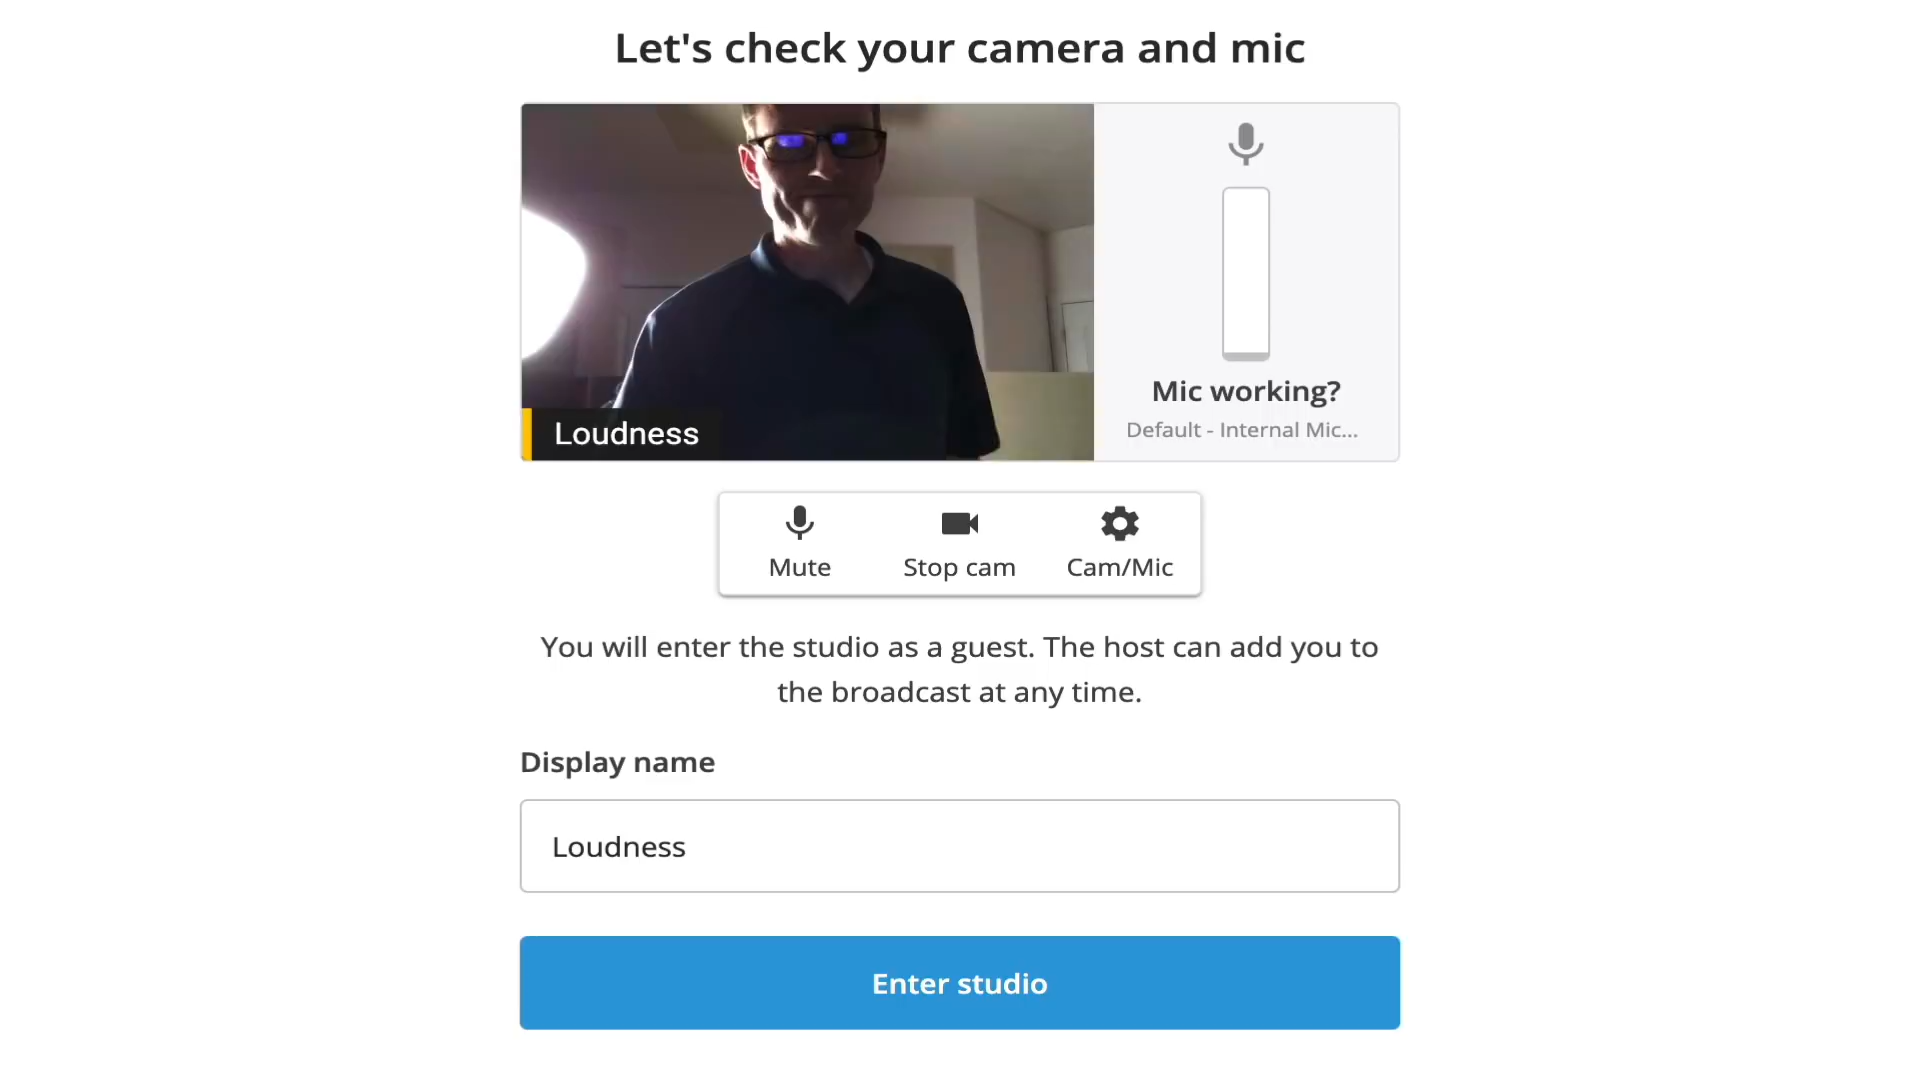 Let's check your camera and mic
Loudness
Mic working?
Default - Internal Mic...
Mute
Stop cam
Cam/Mic
You will enter the studio as a guest. The host can add you to
the broadcast at any time.
Display name
Loudness
Enter studio